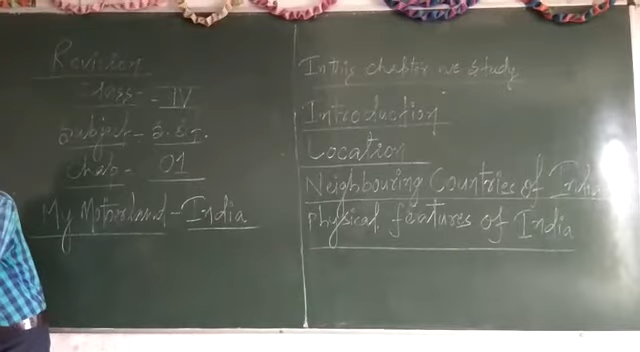 Revision
Class - IV
Subject - S.S.T.
Chap - 01
My Motherland - India
In this chapter we study
Introduction
Location
Neighbouring Countries of India
Physical features of India